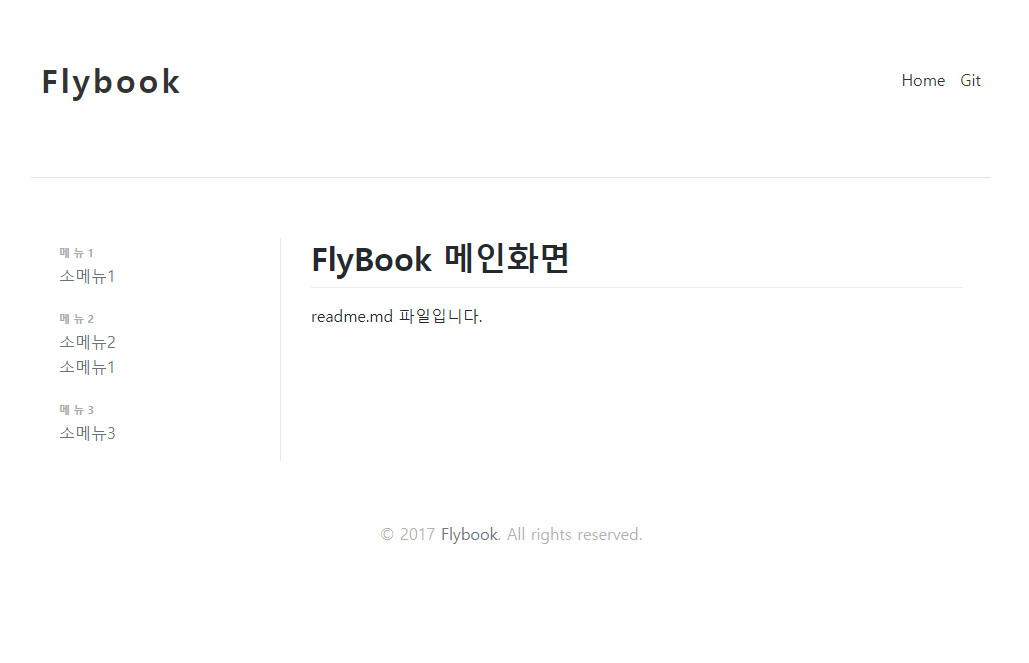 Flybook
Home Git
메뉴1
소메뉴1
메뉴2
소메뉴2
소메뉴1
메뉴3
소메뉴3
FlyBook 메인화면
readme.md 파일입니다.
© 2017 Flybook. All rights reserved.